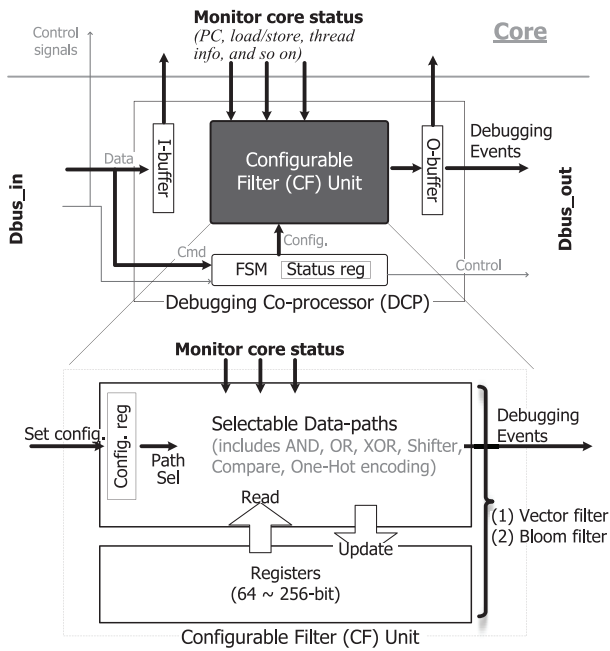 Monitor core status
(PC, load/store, thread
info, and so on)
Core
Control
signals
I-buffer
O-buffer
Debugging
Events
Data
Configurable
Filter (CF) Unit
Dbus_in
Dbus_out
Cmd
Config.
FSM
Status reg
Control
Debugging Co-processor (DCP)
Monitor core status
Set config.
Config. reg
Path
Sel
Selectable Data-paths
(includes AND, OR, XOR, Shifter,
Compare, One-Hot encoding)
Debugging
Events
Read
Update
(1) Vector filter
(2) Bloom filter
Registers
(64 ~ 256-bit)
Configurable Filter (CF) Unit